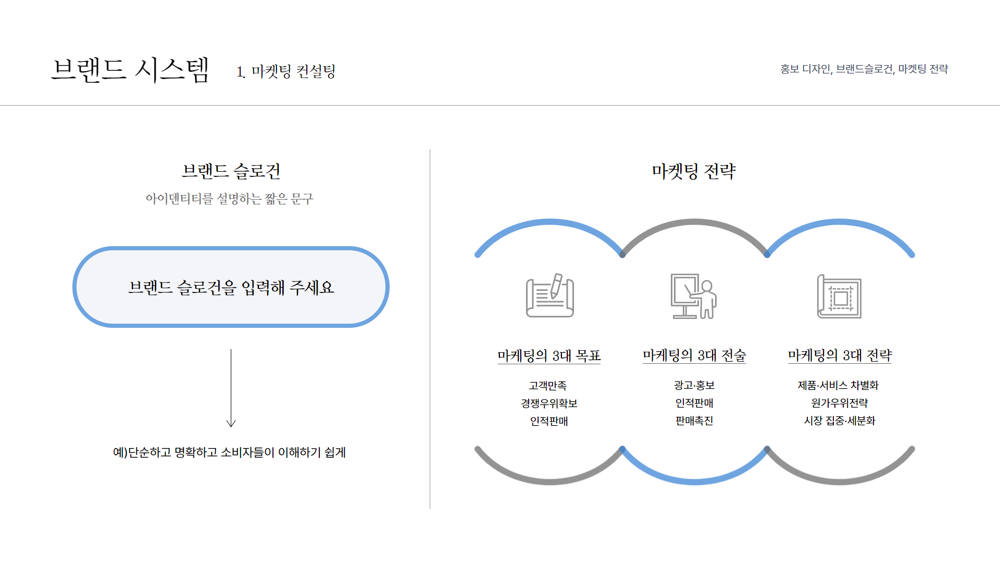 브랜드 시스템
1. 마켓팅 컨설팅
홍보 디자인, 브랜드슬로건, 마켓팅 전략
브랜드 슬로건
아이덴티티를 설명하는 짧은 문구
브랜드 슬로건을 입력해 주세요
예)단순하고 명확하고 소비자들이 이해하기 쉽게
마켓팅 전략
마케팅의 3대 목표
고객만족
경쟁우위확보
인적판매
마케팅의 3대 전술
광고·홍보
인적판매
판매촉진
마케팅의 3대 전략
제품·서비스 차별화
원가우위전략
시장 집중·세분화